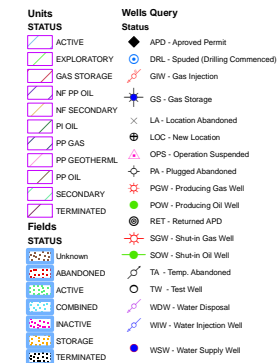 Units
STATUS
ACTIVE
EXPLORATORY
GAS STORAGE
NF PP OIL
NF SECONDARY
PI OIL
PP GAS
PP GEOTHERML
PP OIL
SECONDARY
TERMINATED
Fields
STATUS
Unknown
ABANDONED
ACTIVE
COMBINED
INACTIVE
STORAGE
TERMINATED
Wells Query
Status
APD - Aproved Permit
DRL - Spuded (Drilling Commenced)
GIW - Gas Injection
GS - Gas Storage
LA - Location Abandoned
LOC - New Location
OPS - Operation Suspended
PA - Plugged Abandoned
PGW - Producing Gas Well
POW - Producing Oil Well
RET - Returned APD
SGW - Shut-in Gas Well
SOW - Shut-in Oil Well
TA - Temp. Abandoned
TW - Test Well
WDW - Water Disposal
WIW - Water Injection Well
WSW - Water Supply Well